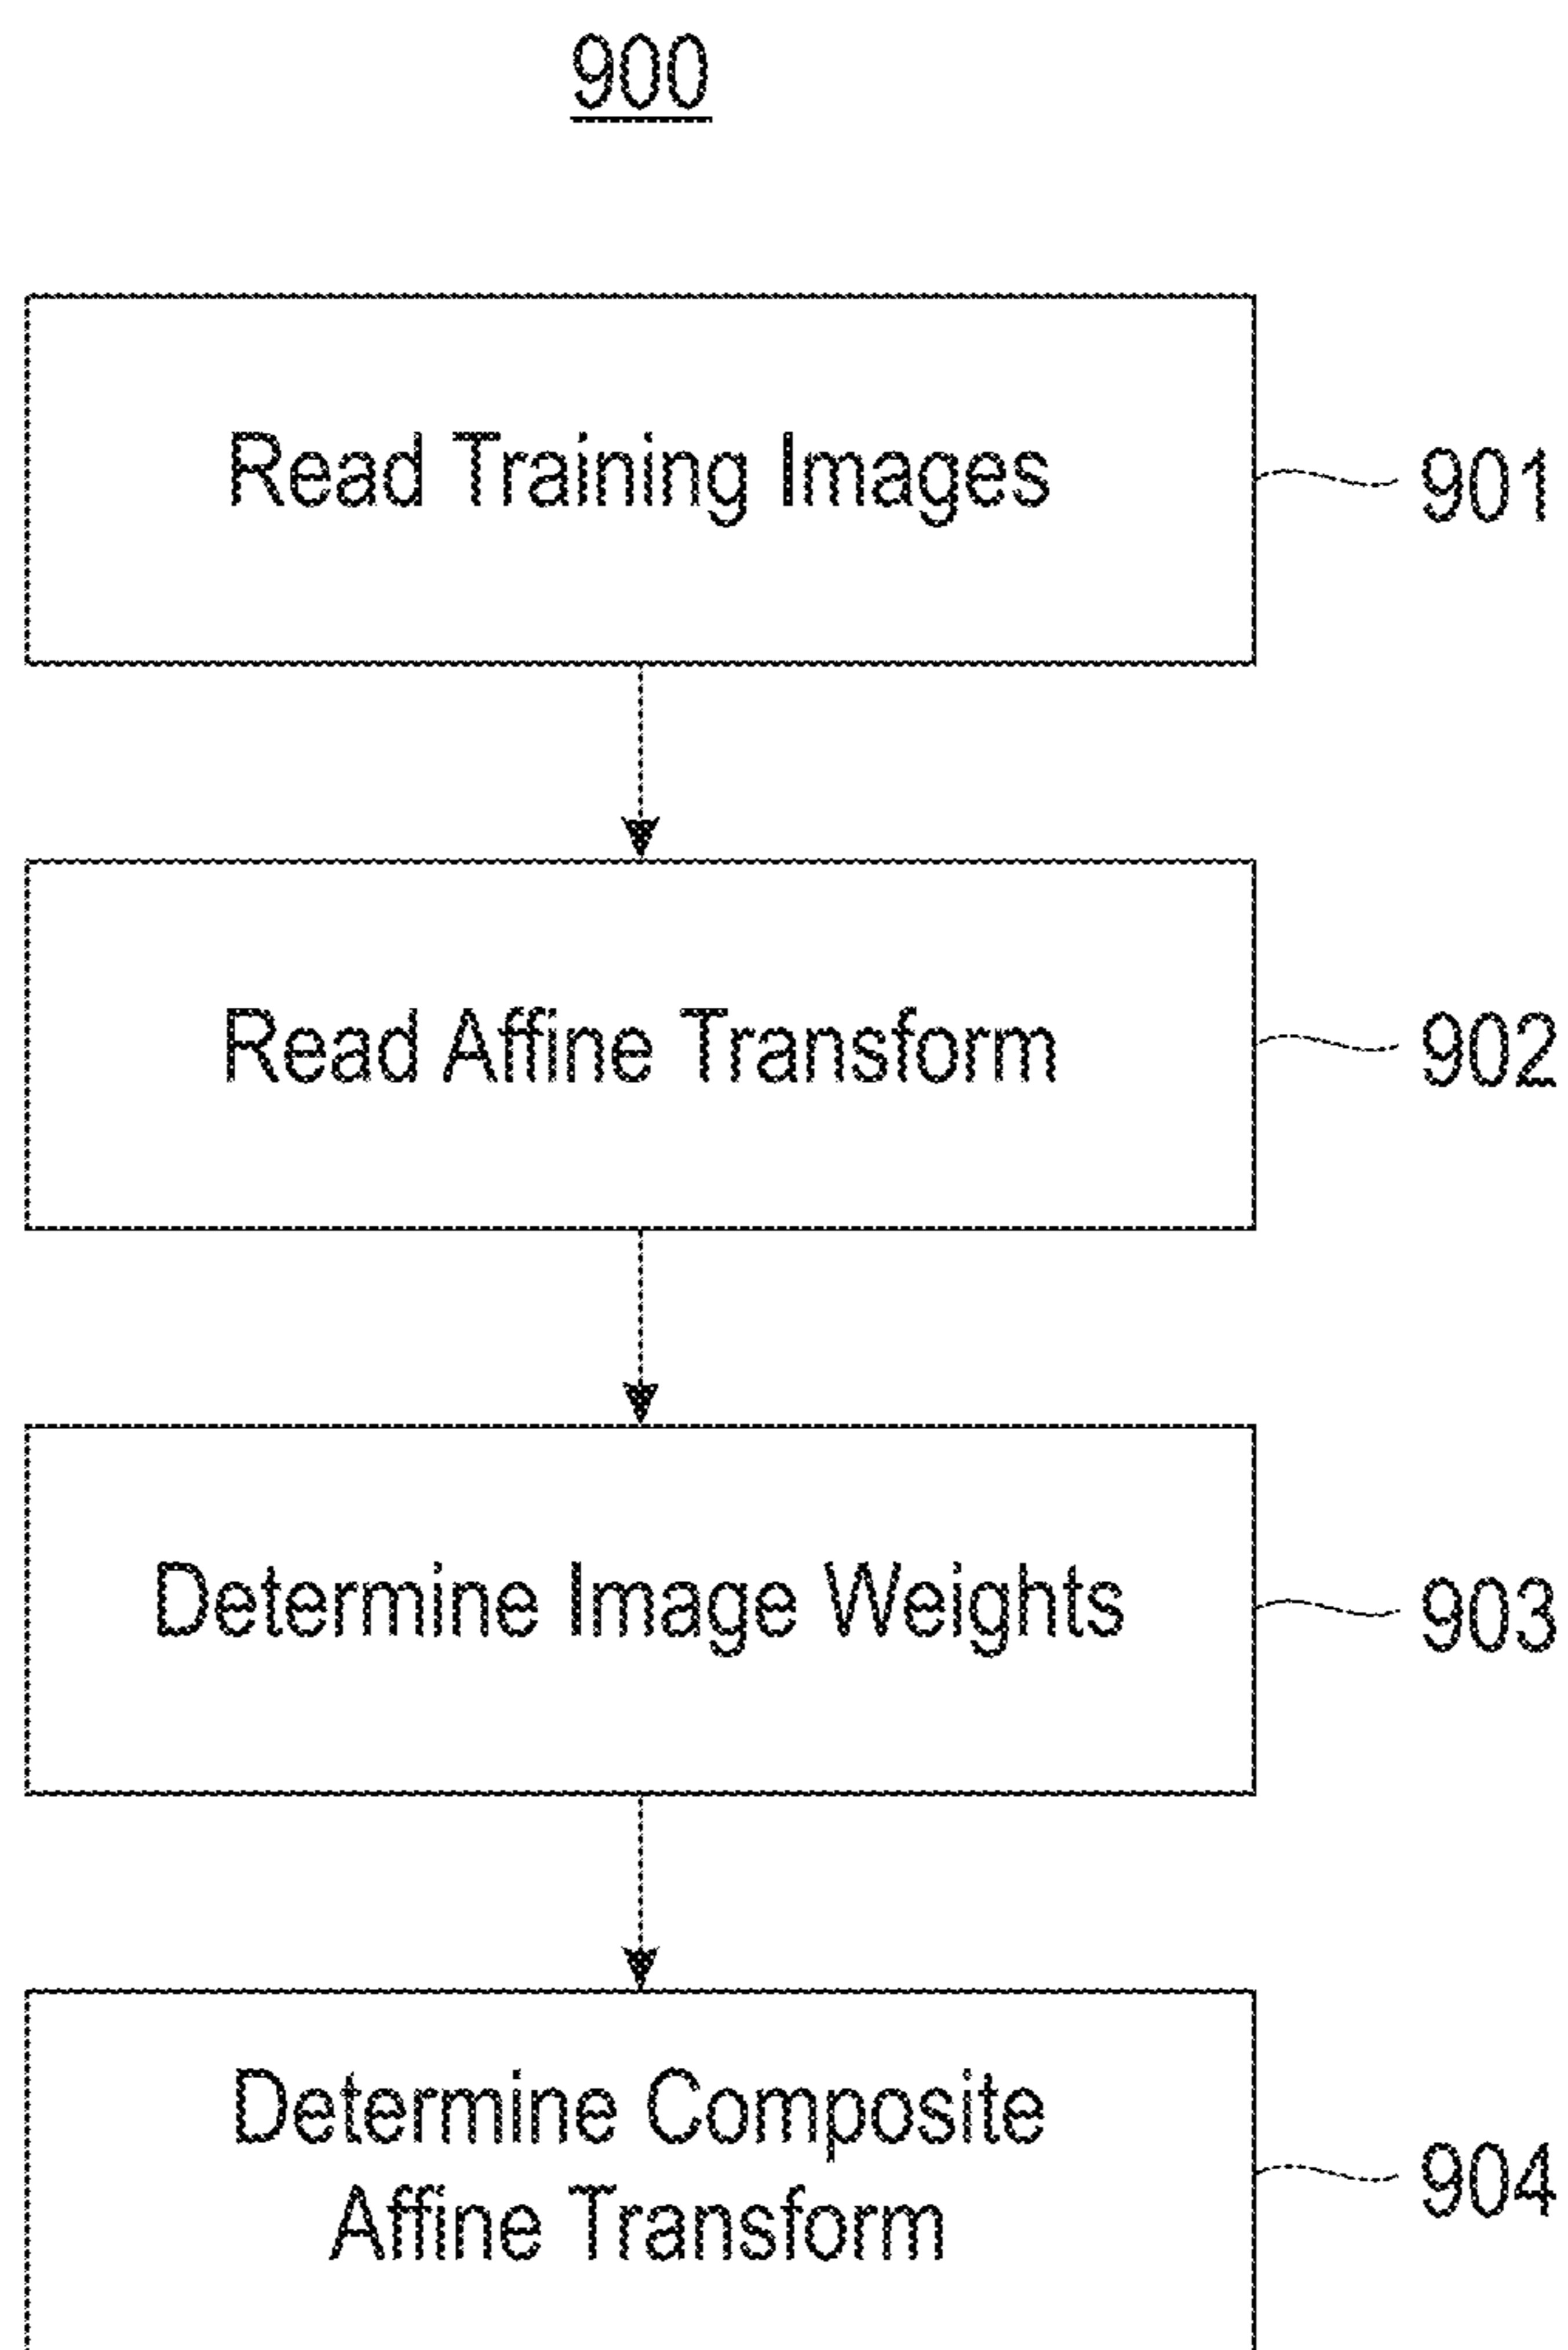 900
Read Training Images
901
Read Affine Transform
902
Determine Image Weights
903
Determine Composite
Affine Transform
904